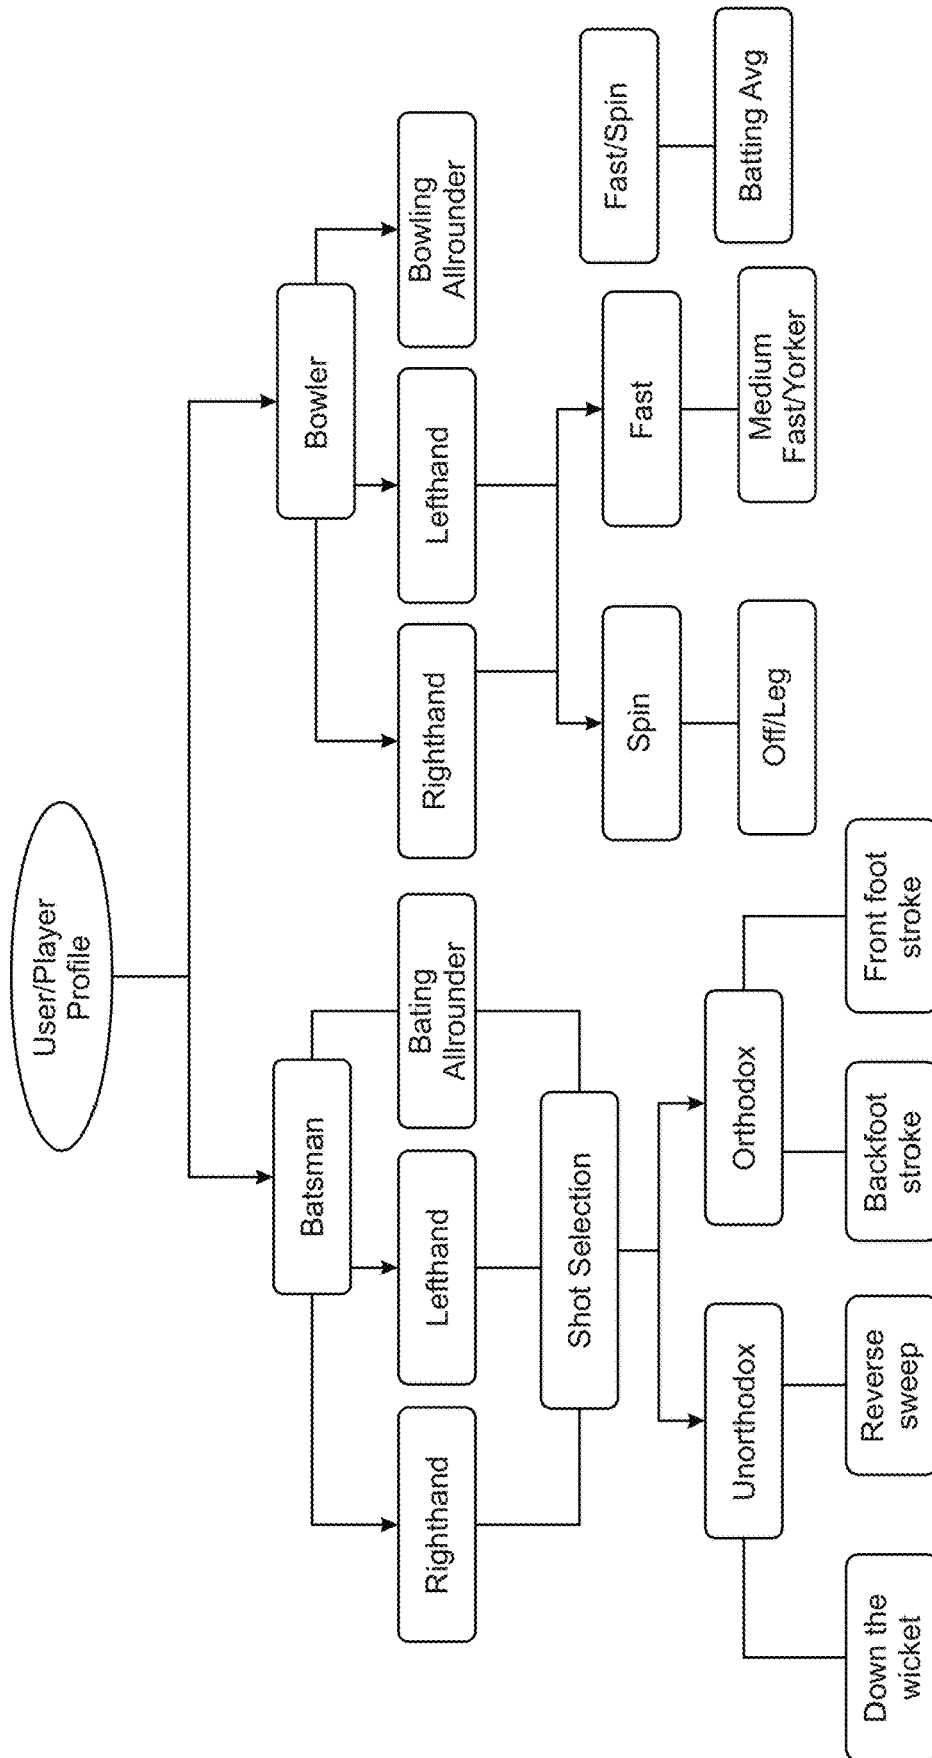 User/Player
Profile
Batsman
Bowler
Righthand
Lefthand
Bating
Allrounder
Righthand
Lefthand
Bowling
Allrounder
Shot Selection
Spin
Fast
Fast/Spin
Unorthodox
Orthodox
Off/Leg
Medium
Fast/Yorker
Batting Avg
Down the
wicket
Reverse
sweep
Backfoot
stroke
Front foot
stroke